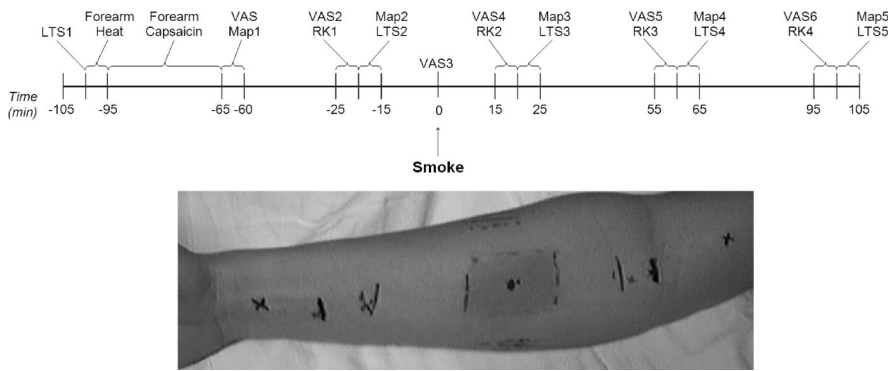 LTS1
Forearm Heat
Forearm Capsaicin
VAS Map1
VAS2 RK1
Map2 LTS2
VAS3
VAS4 RK2
Map3 LTS3
VAS5 RK3
Map4 LTS4
VAS6 RK4
Map5 LTS5
Time (min)
-105 -95 -65 -60 -25 -15 0 15 25 55 65 95 105
Smoke